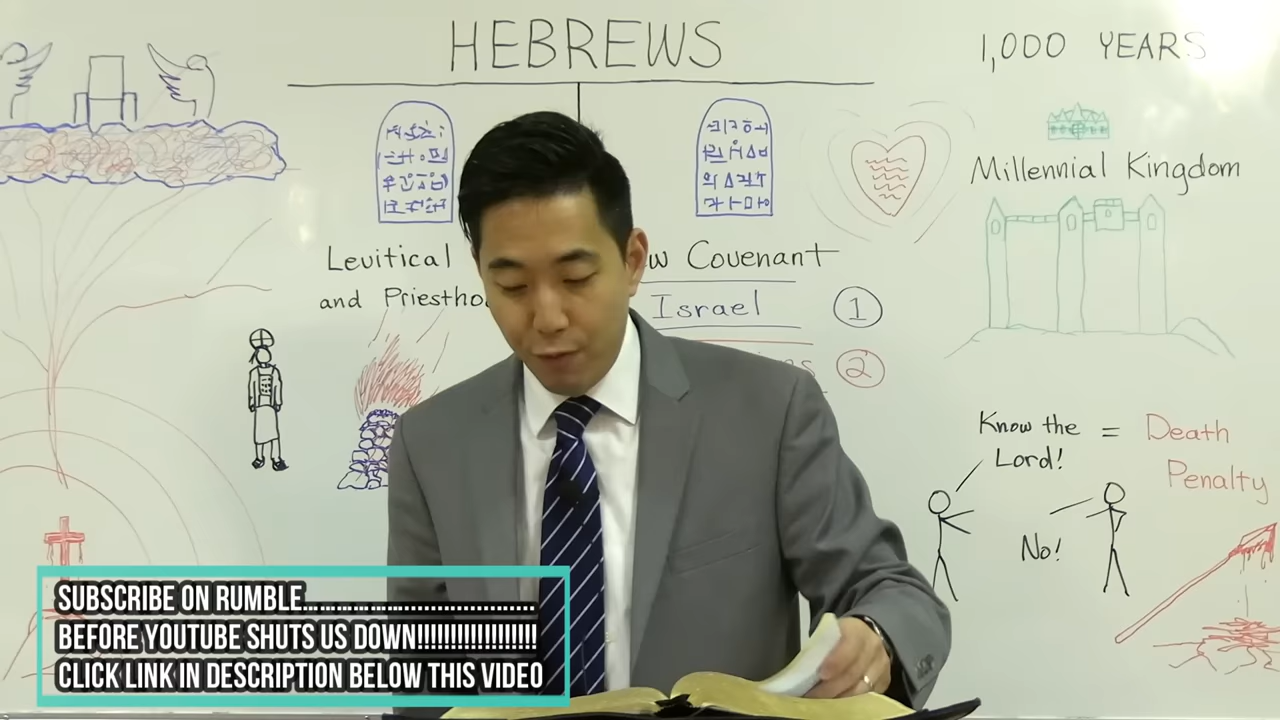 HEBREWS
1,000 YEARS
Millennial Kingdom
Levitical
and Priestho
w Covenant
Israel
1
2
Know the
Lord!
=
Death
Penalty
No!
SUBSCRIBE ON RUMBLE..........................................
BEFORE YOUTUBE SHUTS US DOWN!!!!!!!!!!!!!!!!!!!
CLICK LINK IN DESCRIPTION BELOW THIS VIDEO